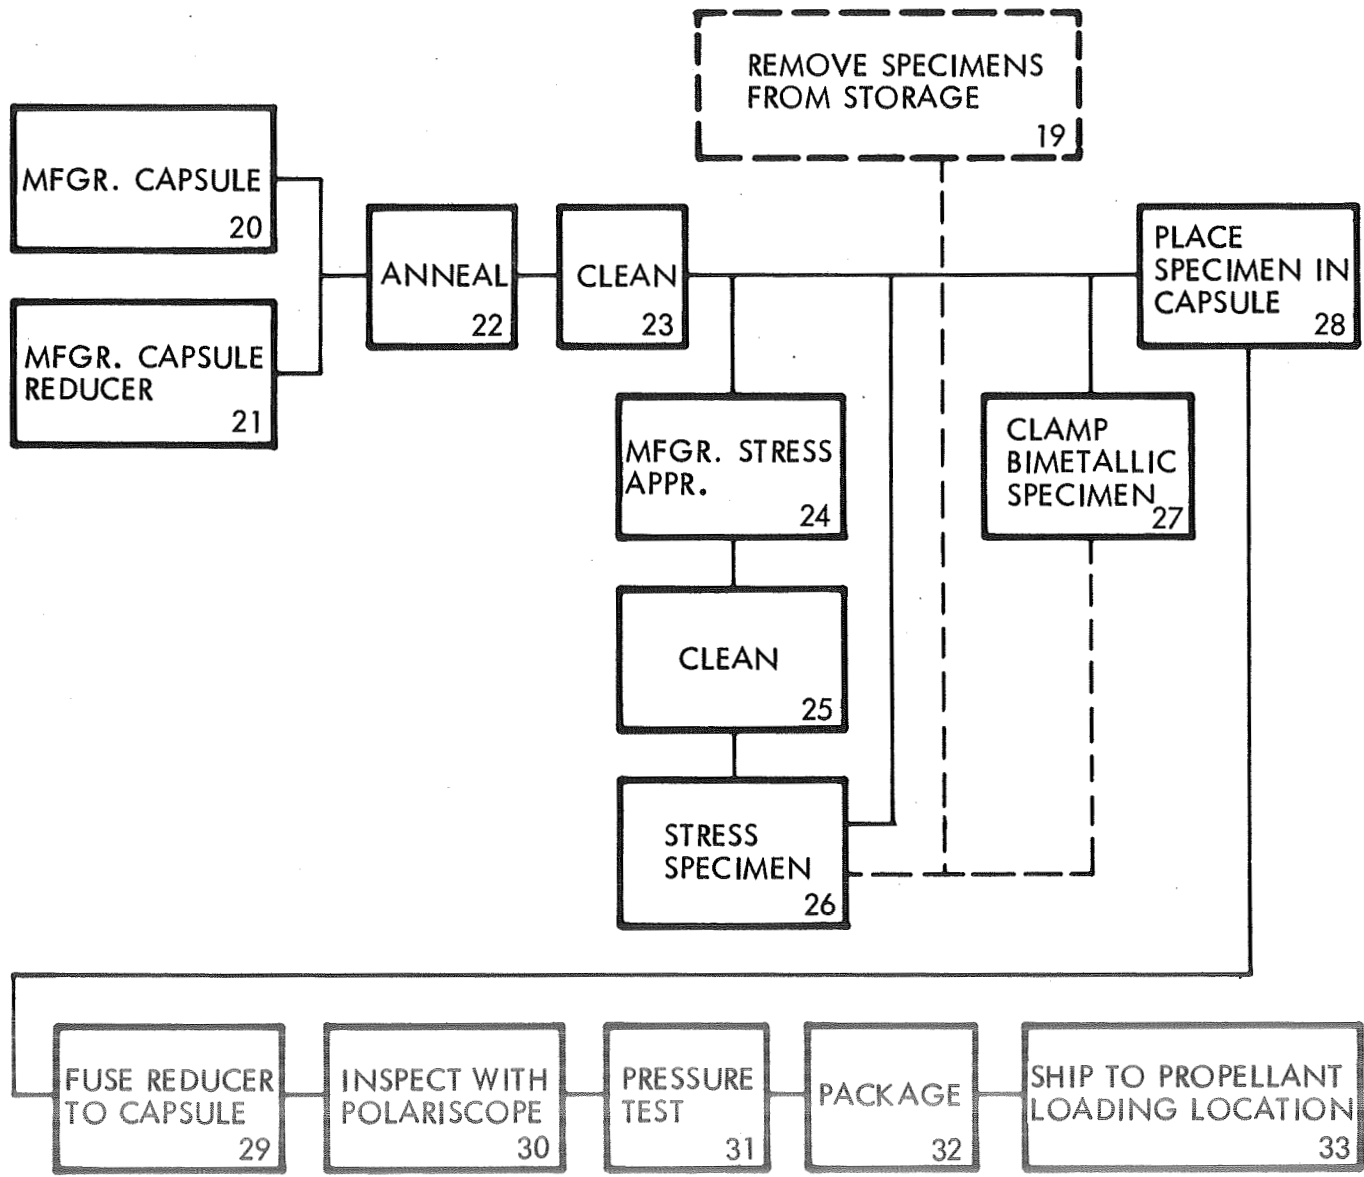 REMOVE SPECIMENS
FROM STORAGE
19
MFGR. CAPSULE
20
MFGR. CAPSULE
REDUCER
21
ANNEAL
22
CLEAN
23
MFGR. STRESS
APPR.
24
CLEAN
25
STRESS
SPECIMEN
26
CLAMP
BIMETALLIC
SPECIMEN
27
PLACE
SPECIMEN IN
CAPSULE
28
FUSE REDUCER
TO CAPSULE
29
INSPECT WITH
POLARISCOPE
30
PRESSURE
TEST
31
PACKAGE
32
SHIP TO PROPELLANT
LOADING LOCATION
33